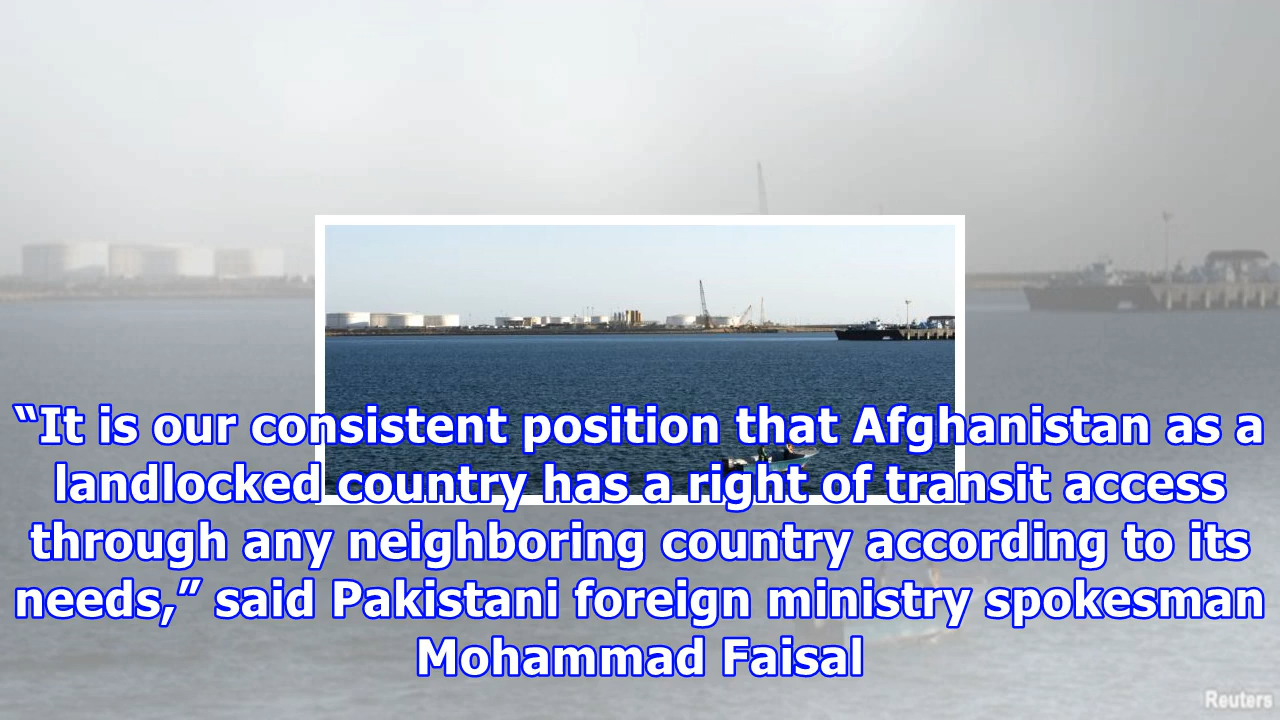 “It is our consistent position that Afghanistan as a
landlocked country has a right of transit access
through any neighboring country according to its
needs,” said Pakistani foreign ministry spokesman
Mohammad Faisal
Reuters